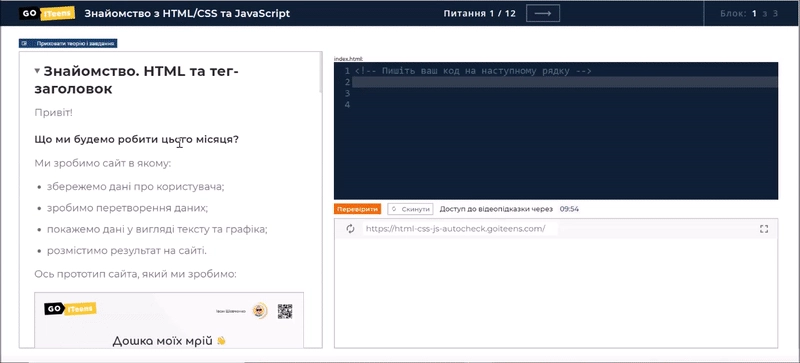 GO ITeens
Знайомство з HTML/CSS та JavaScript
Питання 1 / 12
Блок: 1 з 3
Приховати теорію і завдання
Знайомство. HTML та тег-
заголовок
Привіт!
Що ми будемо робити цього місяця?
Ми зробимо сайт в якому:
збережемо дані про користувача;
зробимо перетворення даних;
покажемо дані у вигляді тексту та графіка;
розмістимо результат на сайті.
Ось прототип сайта, який ми зробимо:
GO ITeens
Іван Шевченко
Дошка моїх мрій
index.html
1 <!-- Пишіть ваш код на наступному рядку -->
2
3
4
Перевірити
Скинути
Доступ до відеопідказки через 09:54
https://html-css-js-autocheck.goiteens.com/